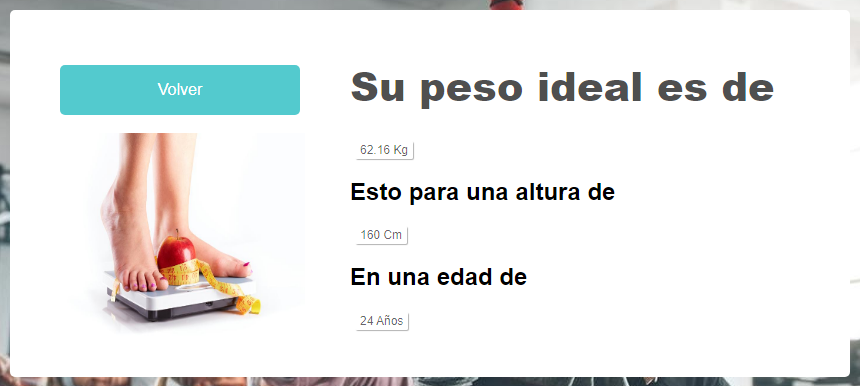 Volver
Su peso ideal es de
62.16 Kg
Esto para una altura de
160 Cm
En una edad de
24 Años